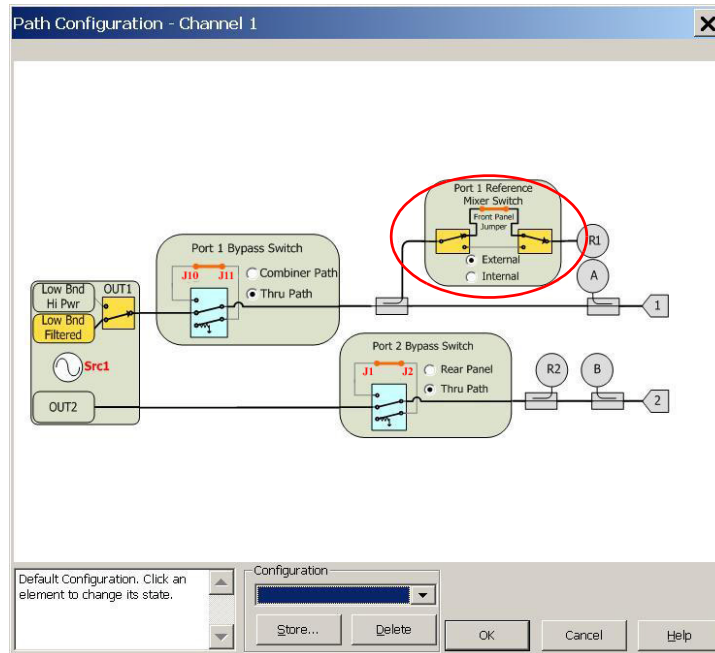 Path Configuration - Channel 1
Port 1 Reference
Mixer Switch
Front Panel
Jumper
External
Internal
R1
A
1
Port 1 Bypass Switch
J10 J11
Combiner Path
Thru Path
Low Bnd
Hi Pwr
OUT1
Low Bnd
Filtered
Src1
OUT2
Port 2 Bypass Switch
J1 J2
Rear Panel
Thru Path
R2
B
2
Default Configuration. Click an
element to change its state.
Configuration
Store...
Delete
OK
Cancel
Help